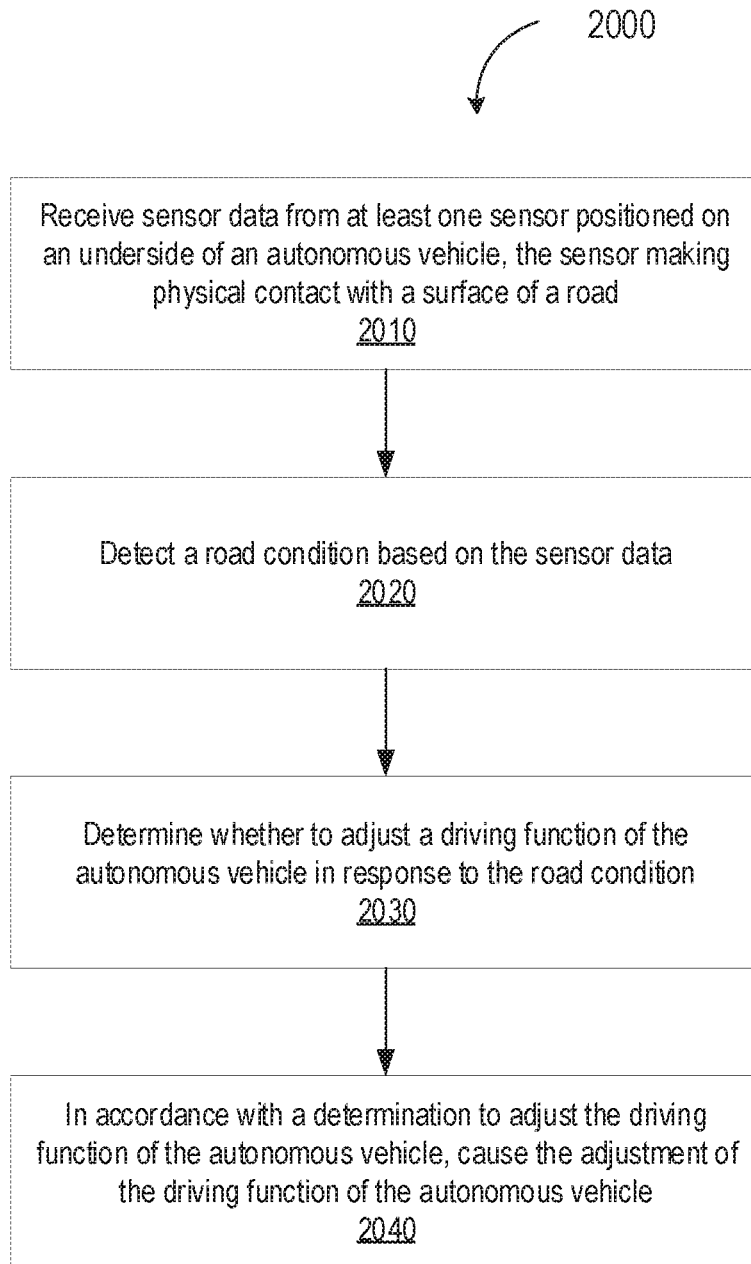 2000
Receive sensor data from at least one sensor positioned on
an underside of an autonomous vehicle, the sensor making
physical contact with a surface of a road
2010
Detect a road condition based on the sensor data
2020
Determine whether to adjust a driving function of the
autonomous vehicle in response to the road condition
2030
In accordance with a determination to adjust the driving
function of the autonomous vehicle, cause the adjustment of
the driving function of the autonomous vehicle
2040